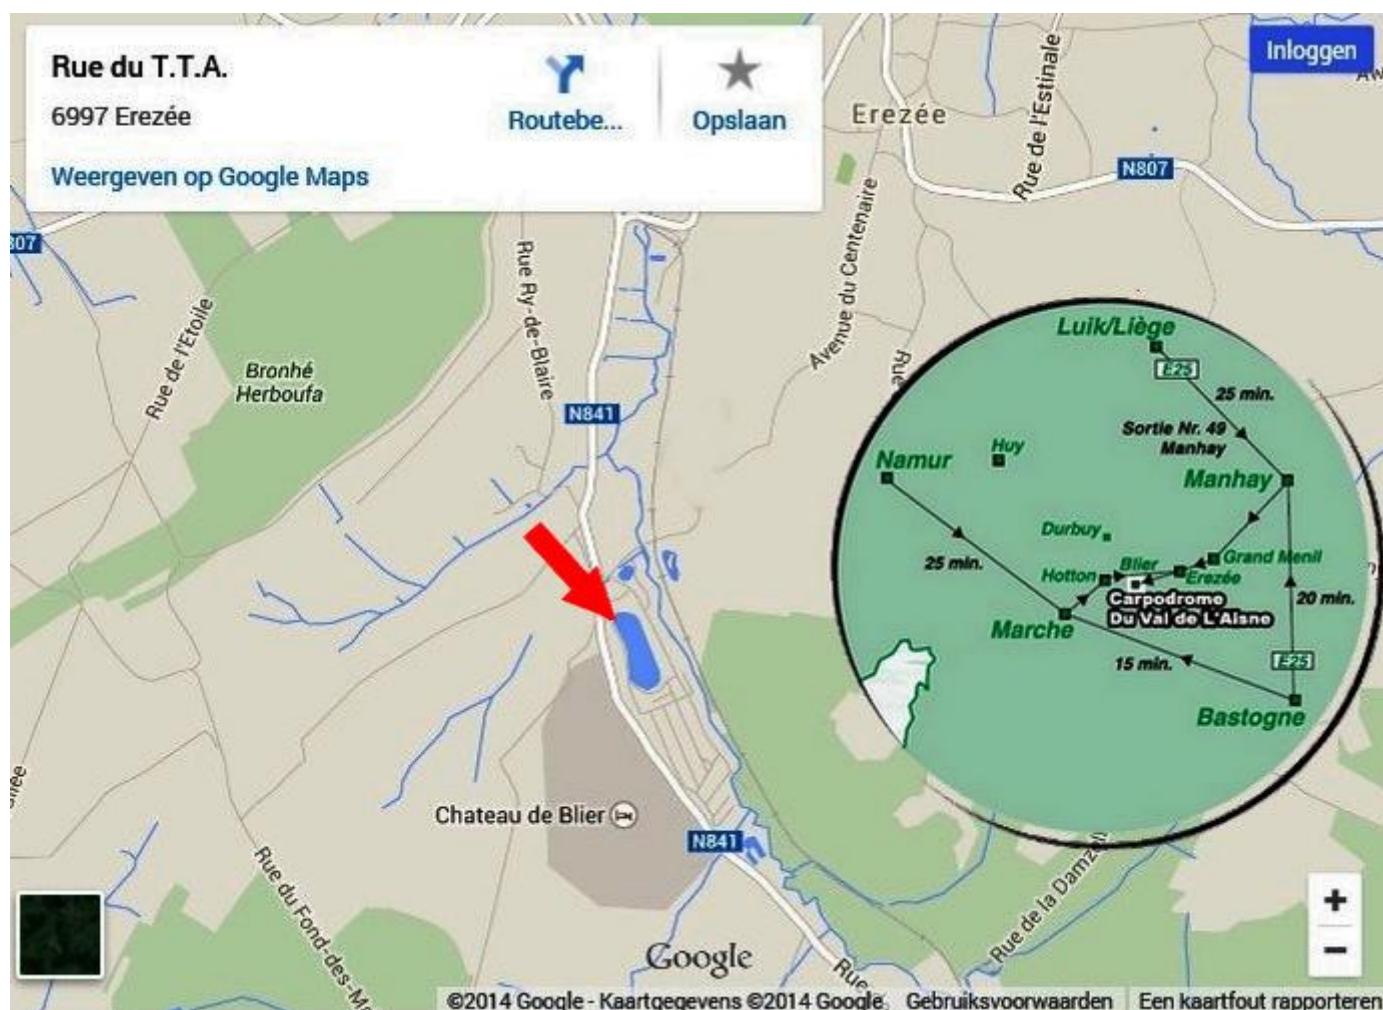 Rue du T.T.A.
6997 Erezée
Weergeven op Google Maps
Routebe...
Opslaan
Inloggen
Erezée
Rue de l'Estinale
N807
807
Avenue du Centenaire
Rue
Rue Ry-de-Blaire
Rue de l'Etoile
Bronhé
Herboufa
N841
Luik/Liège
E25
25 min.
Sortie Nr. 49
Manhay
Huy
Namur
Manhay
Durbuy
25 min.
Blier
Grand Menil
Hotton
Erezée
Carpodrome
Du Val de L'Aisne
20 min.
Marche
15 min.
E25
Bastogne
Chateau de Blier
N841
Rue du Fond-des-M
Rue de la Damzell
Google
Rue
©2014 Google - Kaartgegevens ©2014 Google
Gebruiksvoorwaarden
Een kaartfout rapporteren
+
−